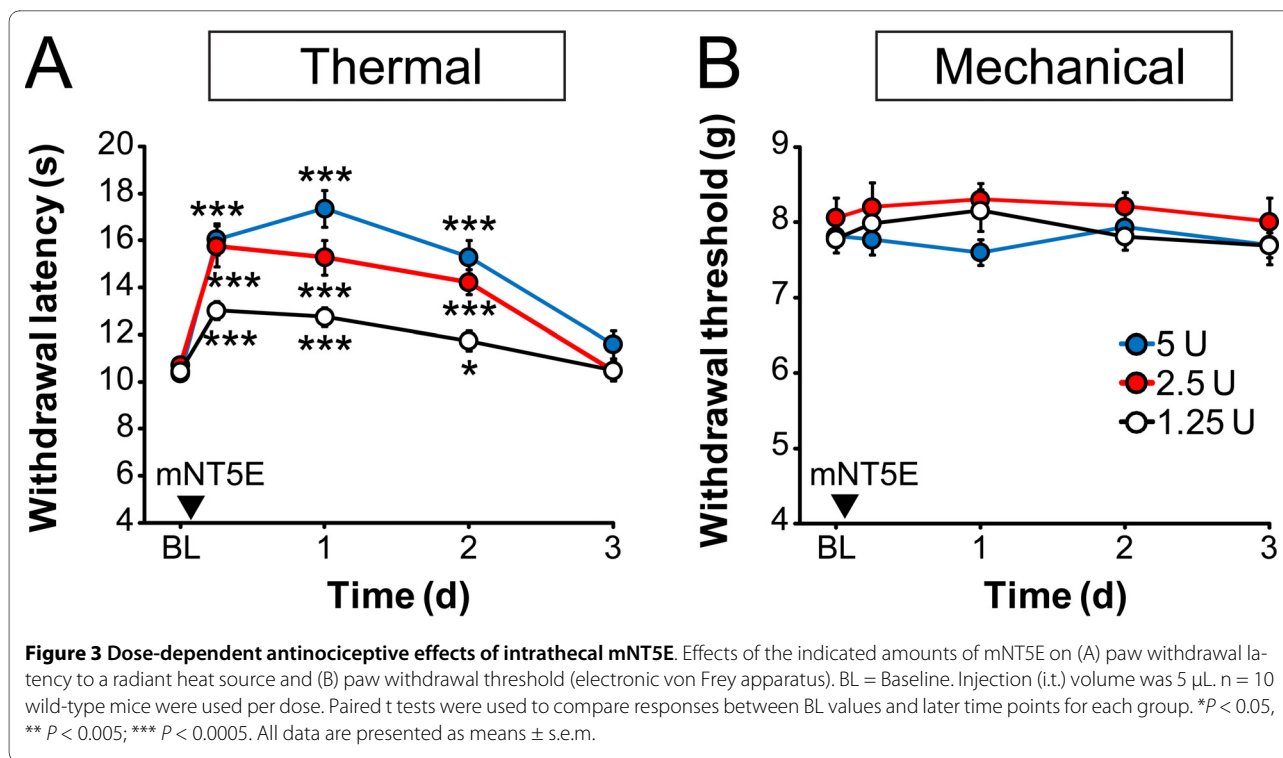 A
Thermal
Withdrawal latency (s)
20
18
16
14
12
10
8
6
4
***
***
***
***
***
***
***
***
*
mNT5E
BL
1
2
3
Time (d)
B
Mechanical
Withdrawal threshold (g)
9
8
7
6
5
4
5 U
2.5 U
1.25 U
mNT5E
BL
1
2
3
Time (d)
Figure 3 Dose-dependent antinociceptive effects of intrathecal mNT5E. Effects of the indicated amounts of mNT5E on (A) paw withdrawal la-
tency to a radiant heat source and (B) paw withdrawal threshold (electronic von Frey apparatus). BL = Baseline. Injection (i.t.) volume was 5 μL. n = 10
wild-type mice were used per dose. Paired t tests were used to compare responses between BL values and later time points for each group. *P < 0.05,
** P < 0.005; *** P < 0.0005. All data are presented as means ± s.e.m.